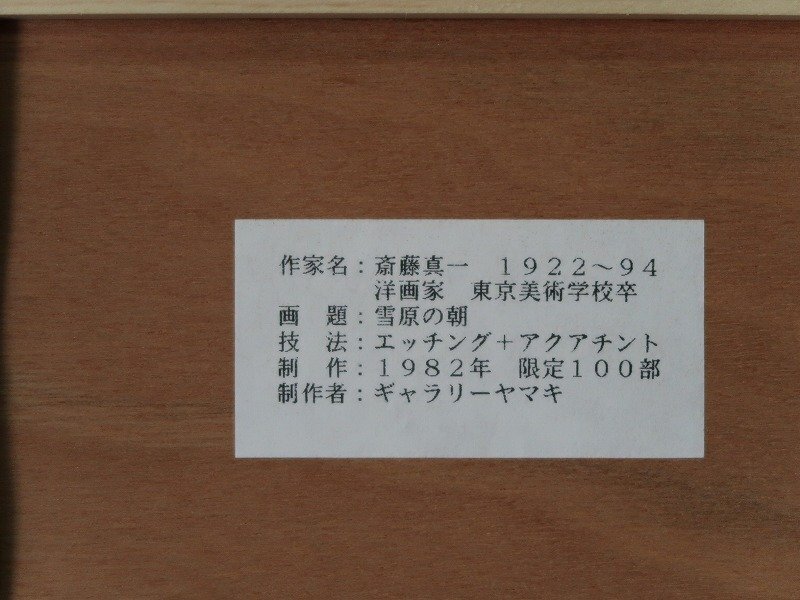 作家名：斎藤真一　１９２２～９４
洋画家　東京美術学校卒
画　題：雪原の朝
技　法：エッチング＋アクアチント
制　作：１９８２年　限定１００部
制作者：ギャラリーヤマキ